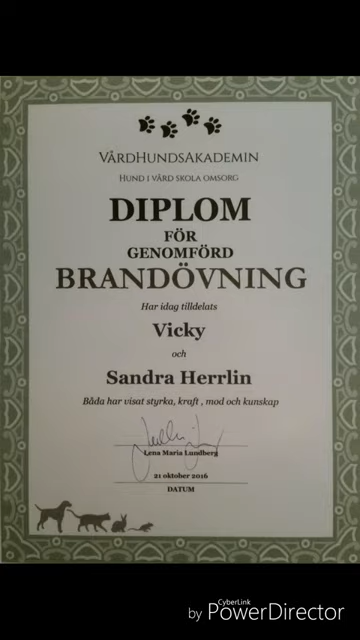 VÅRDHUNDSAKADEMIN
HUND I VÅRD SKOLA OMSORG
DIPLOM
FÖR
GENOMFÖRD
BRANDÖVNING
Har idag tilldelats
Vicky
och
Sandra Herrlin
Båda har visat styrka, kraft , mod och kunskap
Lena Maria Lundberg
21 oktober 2016
DATUM
CyberLink
by PowerDirector